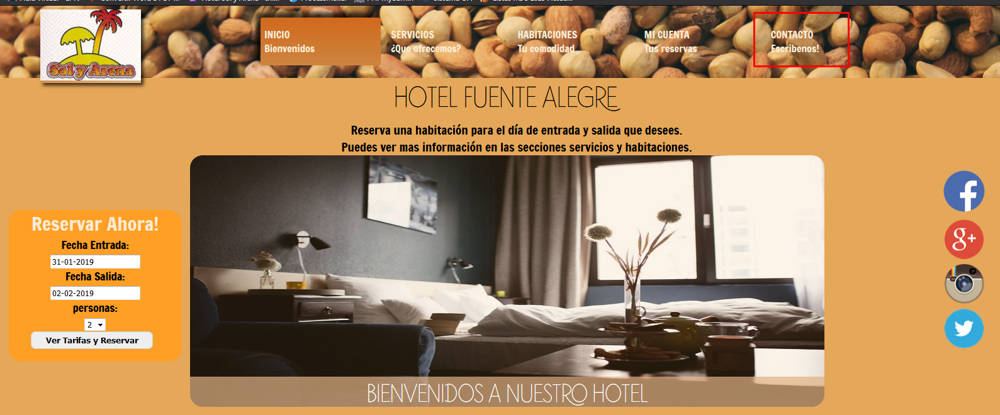 Sol y Arena
INICIO
Bienvenidos
SERVICIOS
¿Que ofrecemos?
HABITACIONES
Tu comodidad
MI CUENTA
Tus reservas
CONTACTO
Escribenos!
HOTEL FUENTE ALEGRE
Reserva una habitación para el día de entrada y salida que desees.
Puedes ver mas información en las secciones servicios y habitaciones.
Reservar Ahora!
Fecha Entrada:
31-01-2019
Fecha Salida:
02-02-2019
personas:
2
Ver Tarifas y Reservar
BIENVENIDOS A NUESTRO HOTEL
f
g+